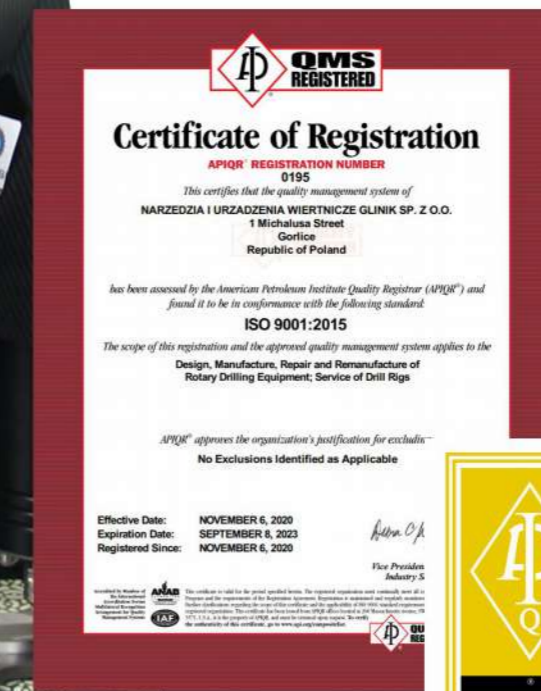 QMS
REGISTERED
Certificate of Registration
APIQR® REGISTRATION NUMBER
0195
This certifies that the quality management system of
NARZEDZIA I URZADZENIA WIERTNICZE GLINIK SP. Z O.O.
1 Michalusa Street
Gorlice
Republic of Poland
has been assessed by the American Petroleum Institute Quality Registrar (APIQR®) and
found it to be in conformance with the following standard:
ISO 9001:2015
The scope of this registration and the approved quality management system applies to the
Design, Manufacture, Repair and Remanufacture of
Rotary Drilling Equipment; Service of Drill Rigs
APIQR® approves the organization's justification for
No Exclusions Identified as Applicable
Effective Date: NOVEMBER 6, 2020
Expiration Date: SEPTEMBER 8, 2023
Registered Since: NOVEMBER 6, 2020
Vice
Industry
ANAB
IAF